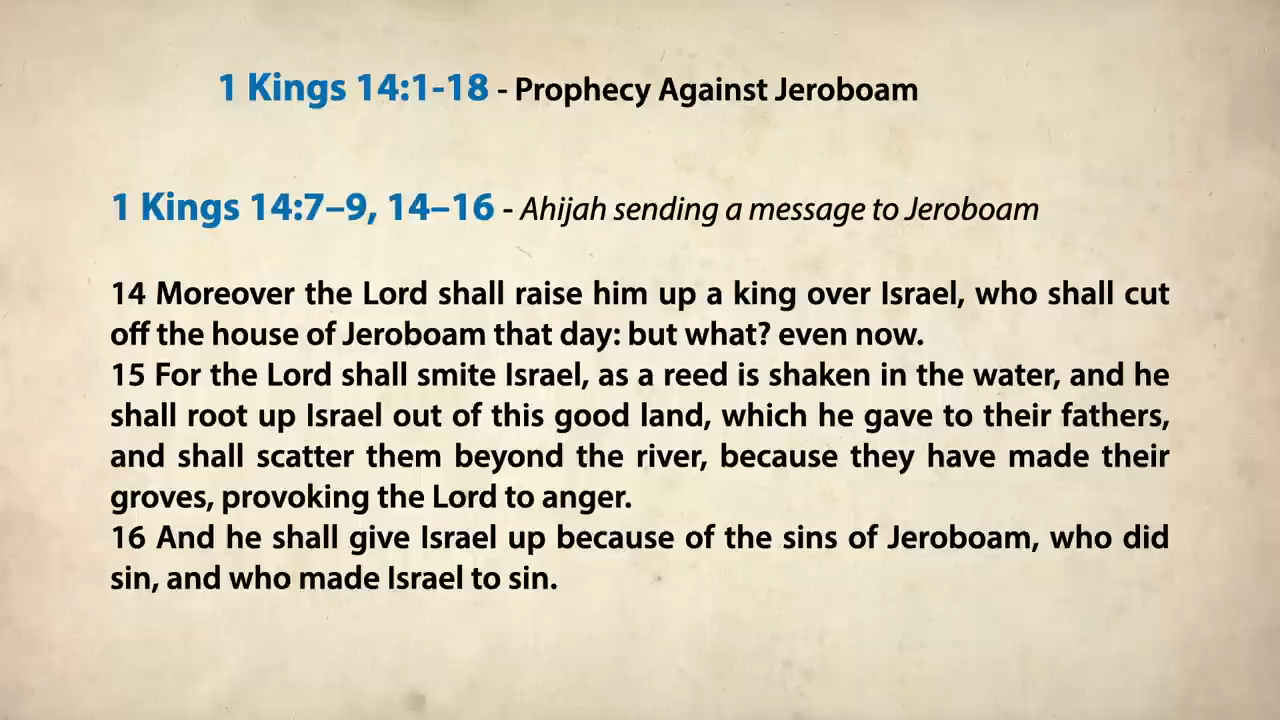 1 Kings 14:1-18 - Prophecy Against Jeroboam
1 Kings 14:7–9, 14–16 - Ahijah sending a message to Jeroboam
14 Moreover the Lord shall raise him up a king over Israel, who shall cut
off the house of Jeroboam that day: but what? even now.
15 For the Lord shall smite Israel, as a reed is shaken in the water, and he
shall root up Israel out of this good land, which he gave to their fathers,
and shall scatter them beyond the river, because they have made their
groves, provoking the Lord to anger.
16 And he shall give Israel up because of the sins of Jeroboam, who did
sin, and who made Israel to sin.